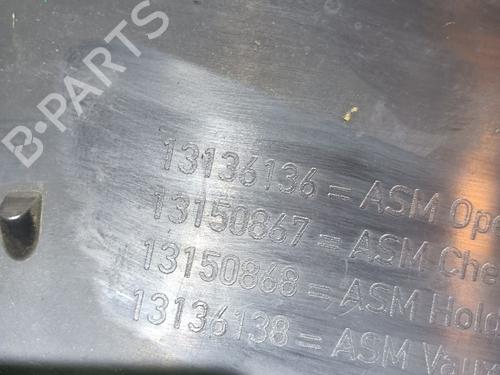 B-PARTS
13136136 = ASM Ope
13150867 = ASM Che
13150868 = ASM Hold
13136138 = ASM Vaux